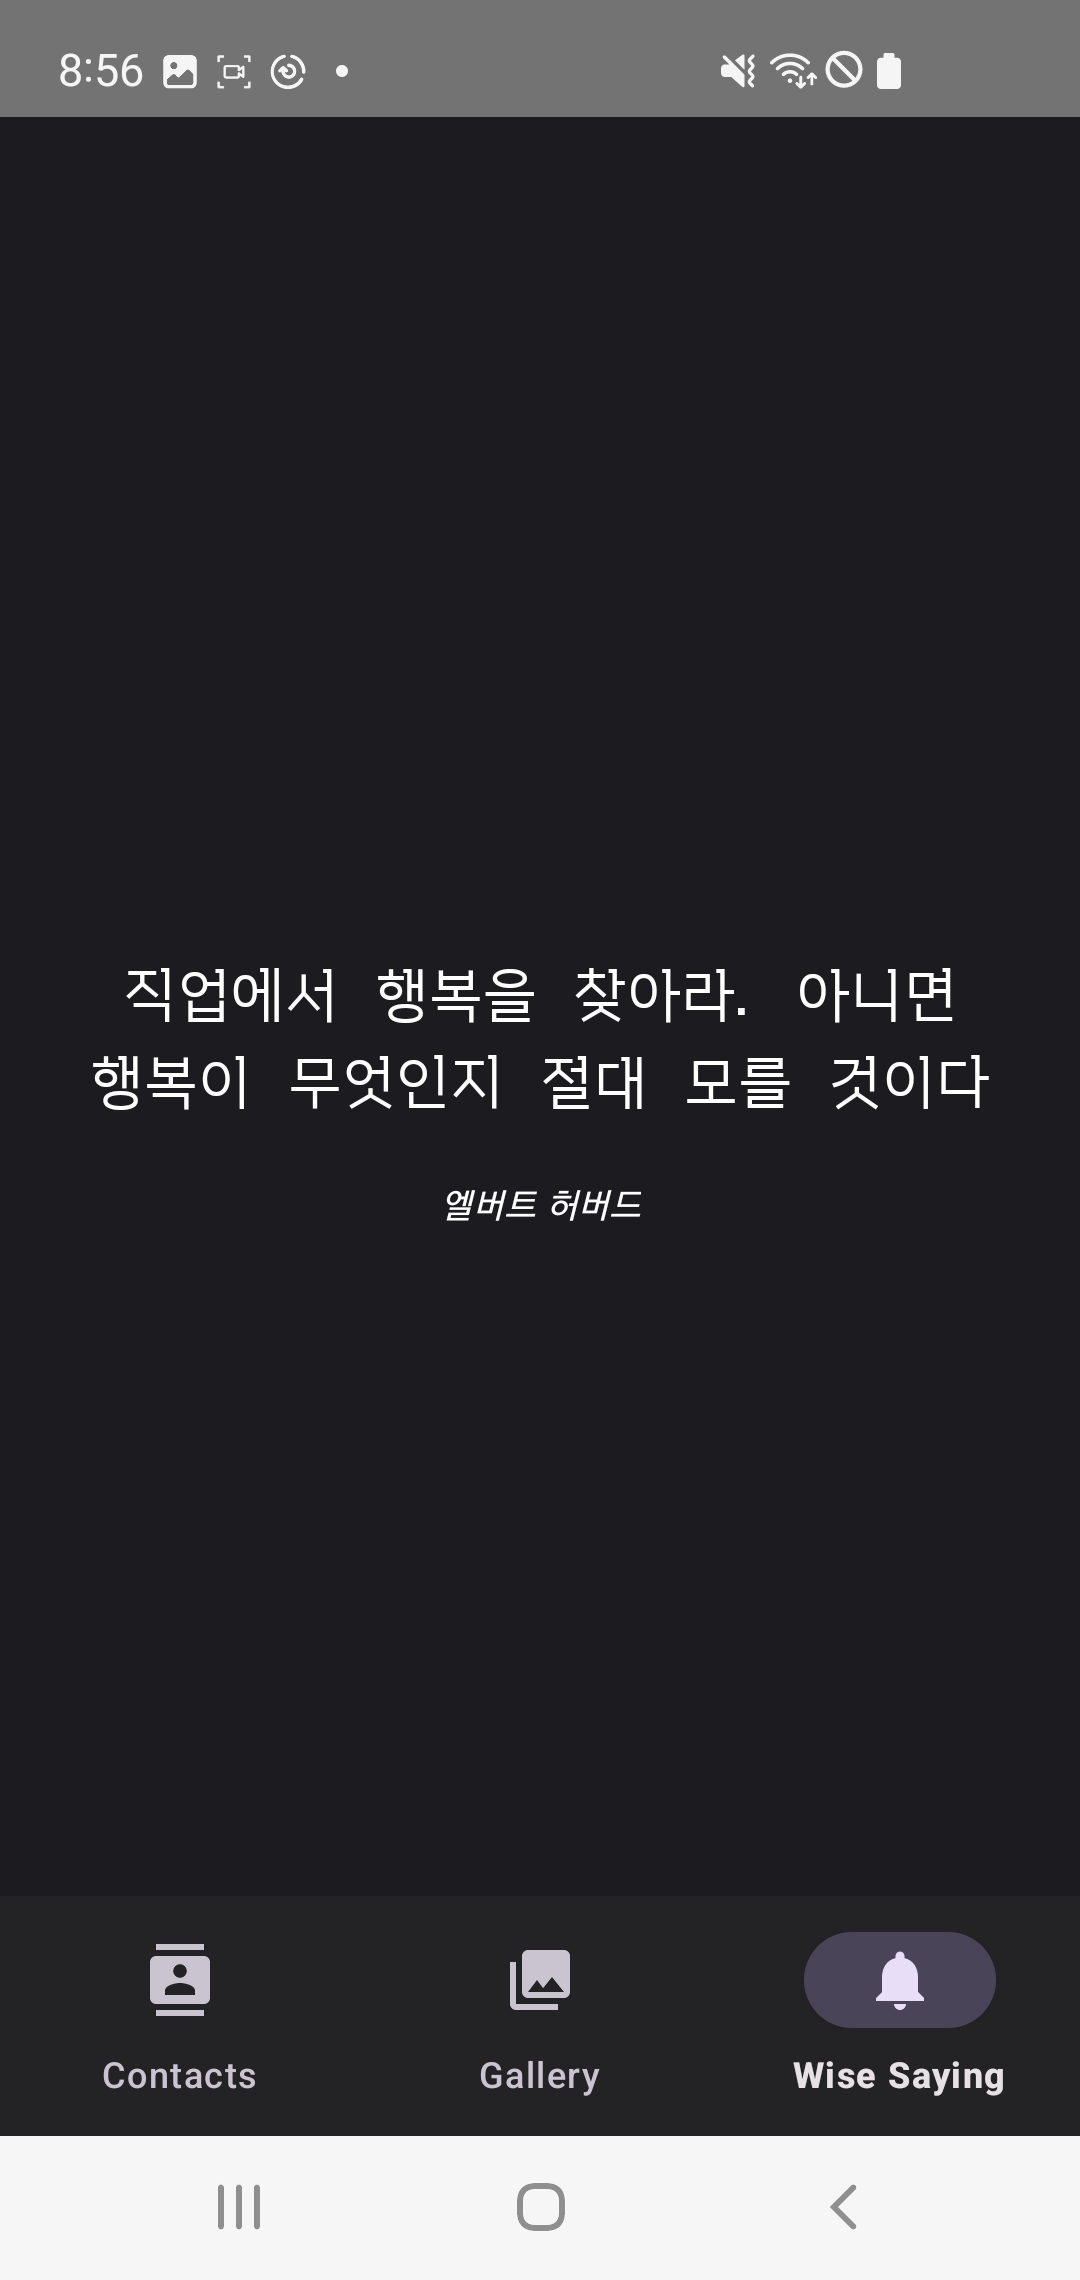 8:56
직업에서 행복을 찾아라. 아니면
행복이 무엇인지 절대 모를 것이다
엘버트 허버드
Contacts
Gallery
Wise Saying